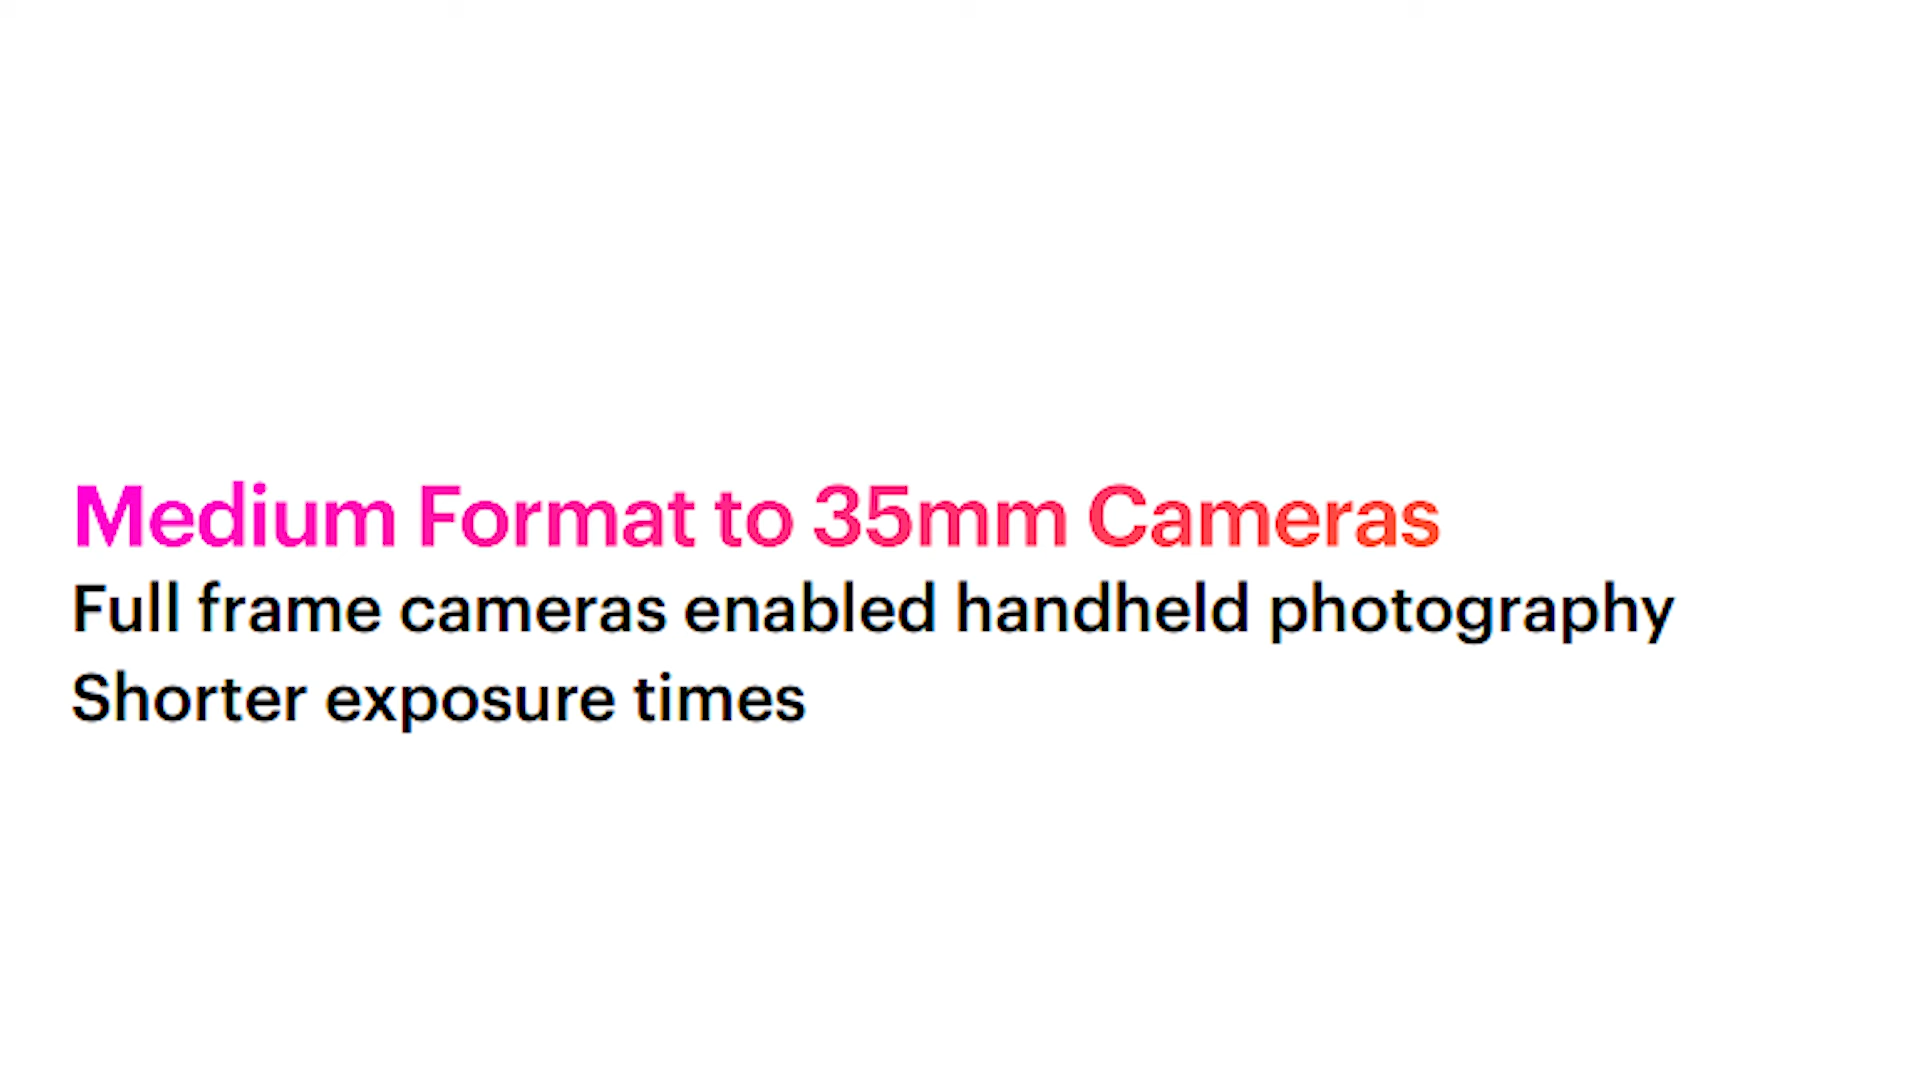 Medium Format to 35mm Cameras
Full frame cameras enabled handheld photography
Shorter exposure times